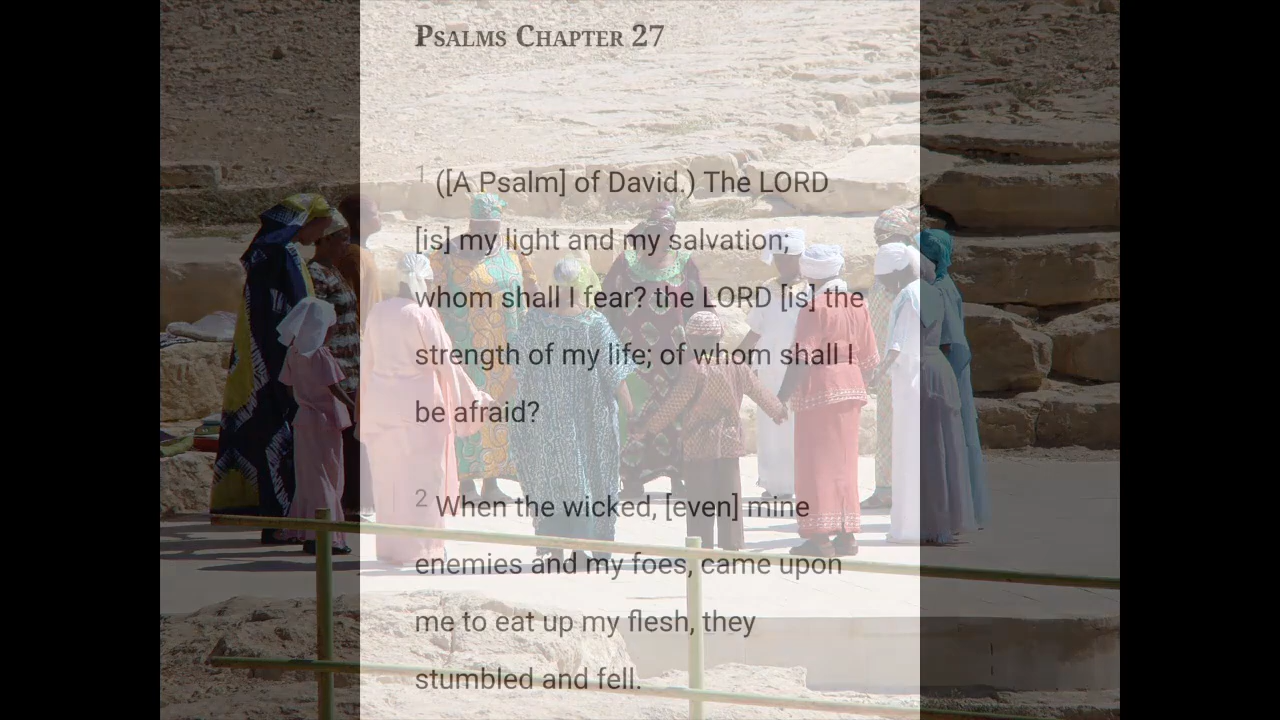 Psalms Chapter 27
1 ([A Psalm] of David.) The LORD
[is] my light and my salvation;
whom shall I fear? the LORD [is] the
strength of my life; of whom shall I
be afraid?
2 When the wicked, [even] mine
enemies and my foes, came upon
me to eat up my flesh, they
stumbled and fell.